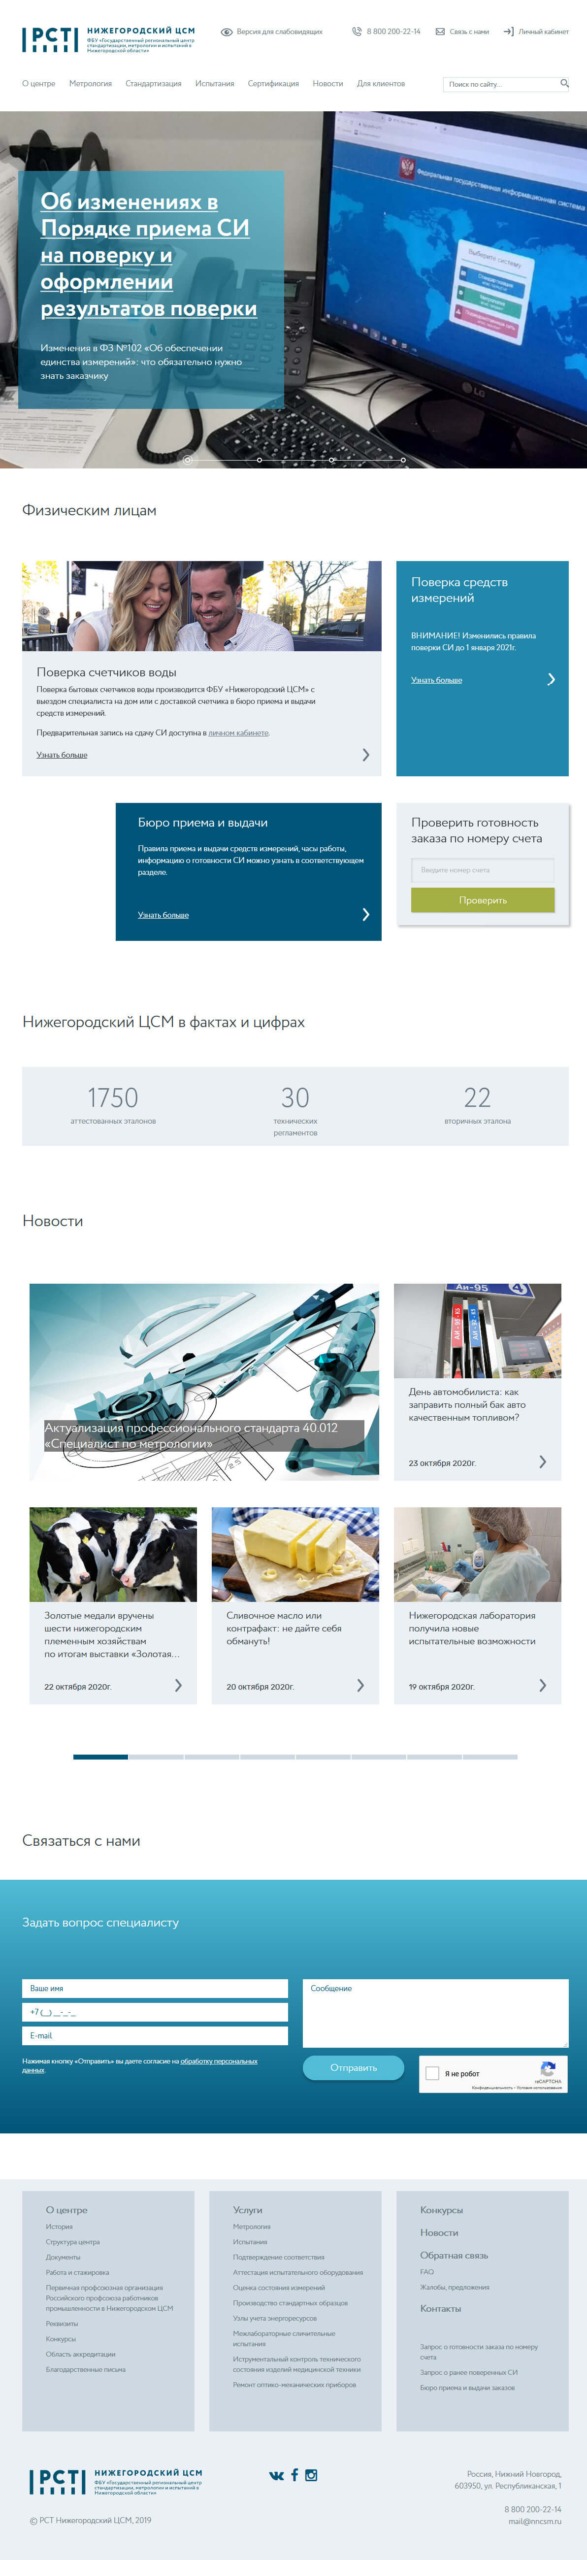 РСТ НИЖЕГОРОДСКИЙ ЦСМ
ФБУ «Государственный региональный центр
стандартизации, метрологии и испытаний в
Нижегородской области»
Версия для слабовидящих
8 800 200-22-14
Связь с нами
Личный кабинет
О центре Метрология Стандартизация Испытания Сертификация Новости Для клиентов
Поиск по сайту...
Федеральная государственная информационная система
Выберите систему
LG
Об изменениях в
Порядке приема СИ
на поверку и
оформлении
результатов поверки
Изменения в ФЗ №102 «Об обеспечении
единства измерений»: что обязательно нужно
знать заказчику
Физическим лицам
Поверка счетчиков воды
Поверка бытовых счетчиков воды производится ФБУ «Нижегородский ЦСМ» с
выездом специалиста на дом или с доставкой счетчика в бюро приема и выдачи
средств измерений.
Предварительная запись на сдачу СИ доступна в личном кабинете.
Узнать больше
Поверка средств
измерений
ВНИМАНИЕ! Изменились правила
поверки СИ до 1 января 2021г.
Узнать больше
Бюро приема и выдачи
Правила приема и выдачи средств измерений, часы работы,
информацию о готовности СИ можно узнать в соответствующем
разделе.
Узнать больше
Проверить готовность
заказа по номеру счета
Введите номер счета
Проверить
Нижегородский ЦСМ в фактах и цифрах
1750
аттестованных эталонов
30
технических
регламентов
22
вторичных эталона
Новости
Актуализация профессионального стандарта 40.012
«Специалист по метрологии»
Аи-95 4
День автомобилиста: как
заправить полный бак авто
качественным топливом?
23 октября 2020г.
Золотые медали вручены
шести нижегородским
племенным хозяйствам
по итогам выставки «Золотая...
22 октября 2020г.
Сливочное масло или
контрафакт: не дайте себя
обмануть!
20 октября 2020г.
Нижегородская лаборатория
получила новые
испытательные возможности
19 октября 2020г.
Связаться с нами
Задать вопрос специалисту
Ваше имя
+7 (__) __-_-_
E-mail
Сообщение
Нажимая кнопку «Отправить» вы даете согласие на обработку персональных
данных.
Отправить
Я не робот
reCAPTCHA
Конфиденциальность - Условия использования
О центре
История
Структура центра
Документы
Работа и стажировка
Первичная профсоюзная организация
Российского профсоюза работников
промышленности в Нижегородском ЦСМ
Реквизиты
Конкурсы
Область аккредитации
Благодарственные письма
Услуги
Метрология
Испытания
Подтверждение соответствия
Аттестация испытательного оборудования
Оценка состояния измерений
Производство стандартных образцов
Узлы учета энергоресурсов
Межлабораторные сличительные
испытания
Иструментальный контроль технического
состояния изделий медицинской техники
Ремонт оптико-механических приборов
Конкурсы
Новости
Обратная связь
FAQ
Жалобы, предложения
Контакты
Запрос о готовности заказа по номеру
счета
Запрос о ранее поверенных СИ
Бюро приема и выдачи заказов
РСТ НИЖЕГОРОДСКИЙ ЦСМ
ФБУ «Государственный региональный центр
стандартизации, метрологии и испытаний в
Нижегородской области»
© РСТ Нижегородский ЦСМ, 2019
Россия, Нижний Новгород,
603950, ул. Республиканская, 1
8 800 200-22-14
mail@nncsm.ru